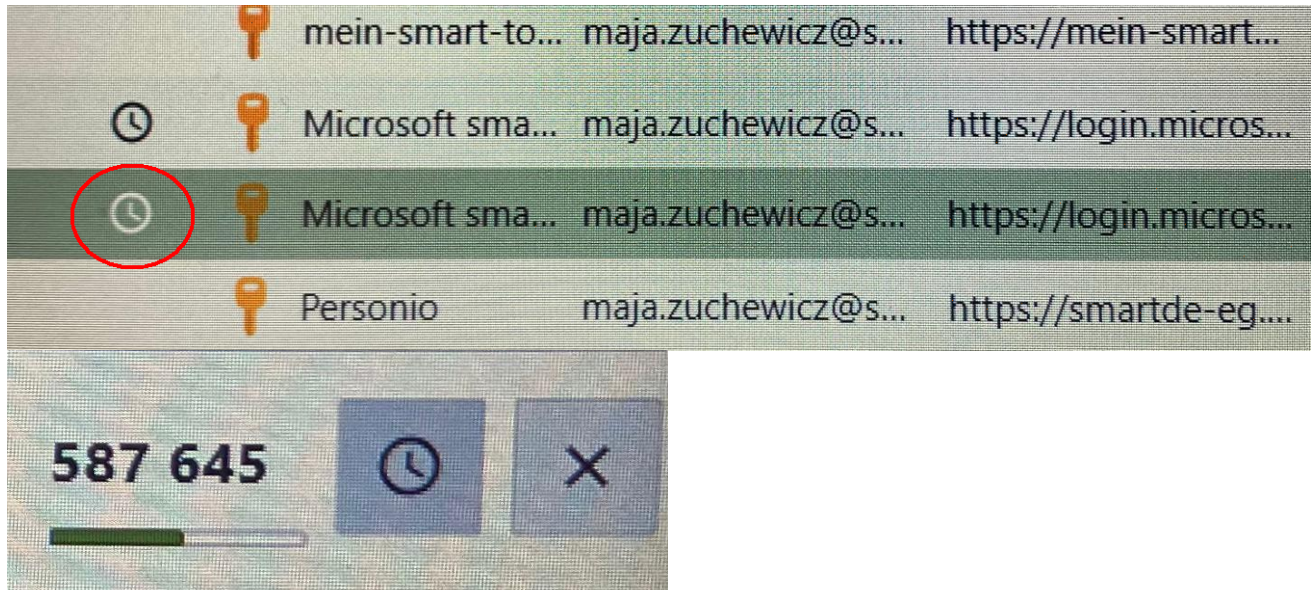 mein-smart-to... maja.zuchewicz@s... https://mein-smart...
Microsoft sma... maja.zuchewicz@s... https://login.micros...
Microsoft sma... maja.zuchewicz@s... https://login.micros...
Personio maja.zuchewicz@s... https://smartde-eg....
587 645